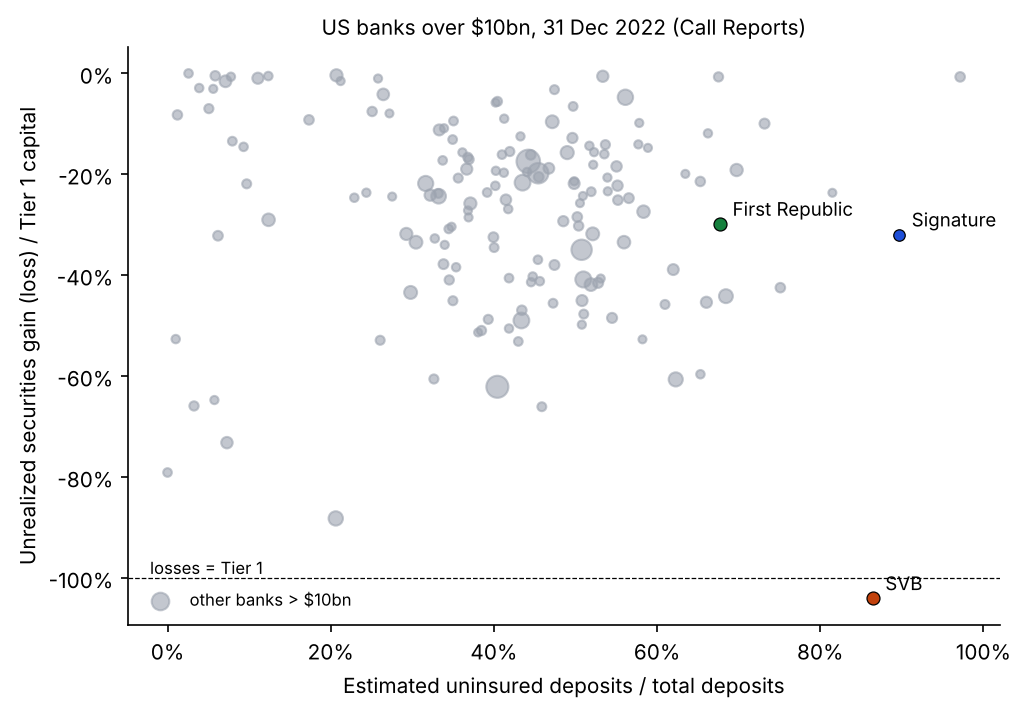 US banks over $10bn, 31 Dec 2022 (Call Reports)
Unrealized securities gain (loss) / Tier 1 capital
0%
-20%
-40%
-60%
-80%
-100%
First Republic
Signature
SVB
losses = Tier 1
other banks > $10bn
0%
20%
40%
60%
80%
100%
Estimated uninsured deposits / total deposits